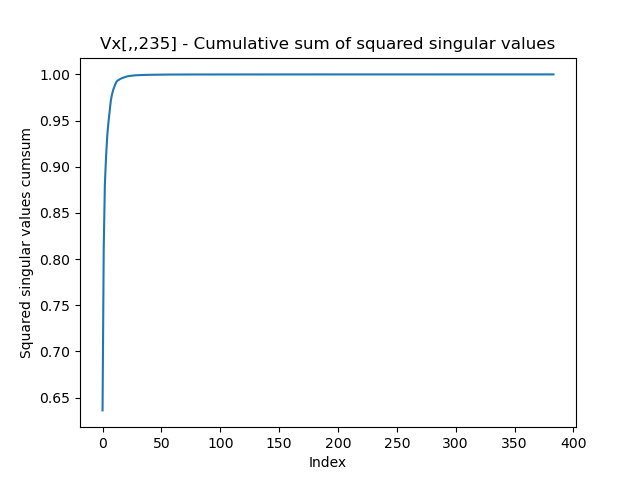 Vx[,,235] - Cumulative sum of squared singular values
1.00
0.95
0.90
0.85
0.80
0.75
0.70
0.65
Squared singular values cumsum
0 50 100 150 200 250 300 350 400
Index